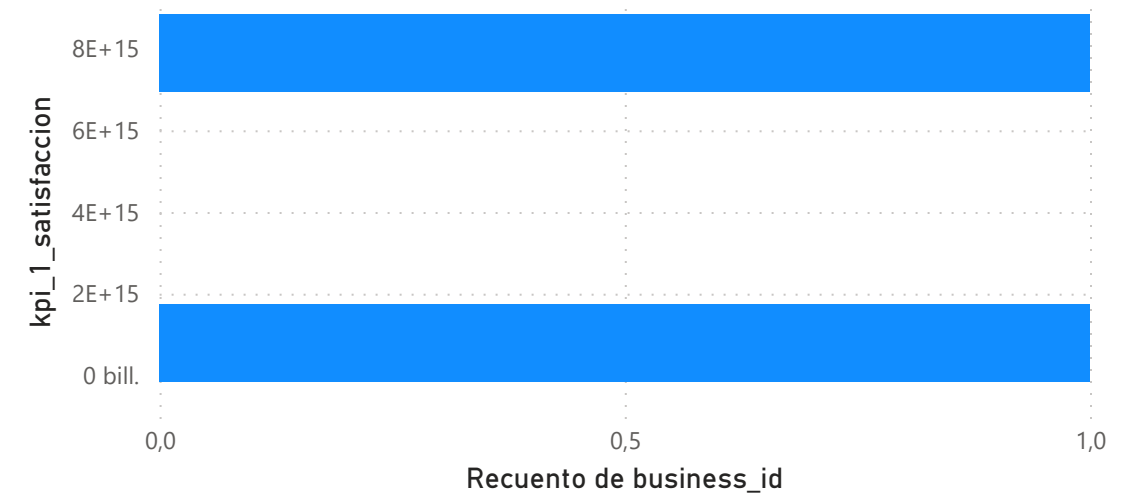 kpi_1_satisfaccion
8E+15
6E+15
4E+15
2E+15
0 bill.
0,0
0,5
1,0
Recuento de business_id